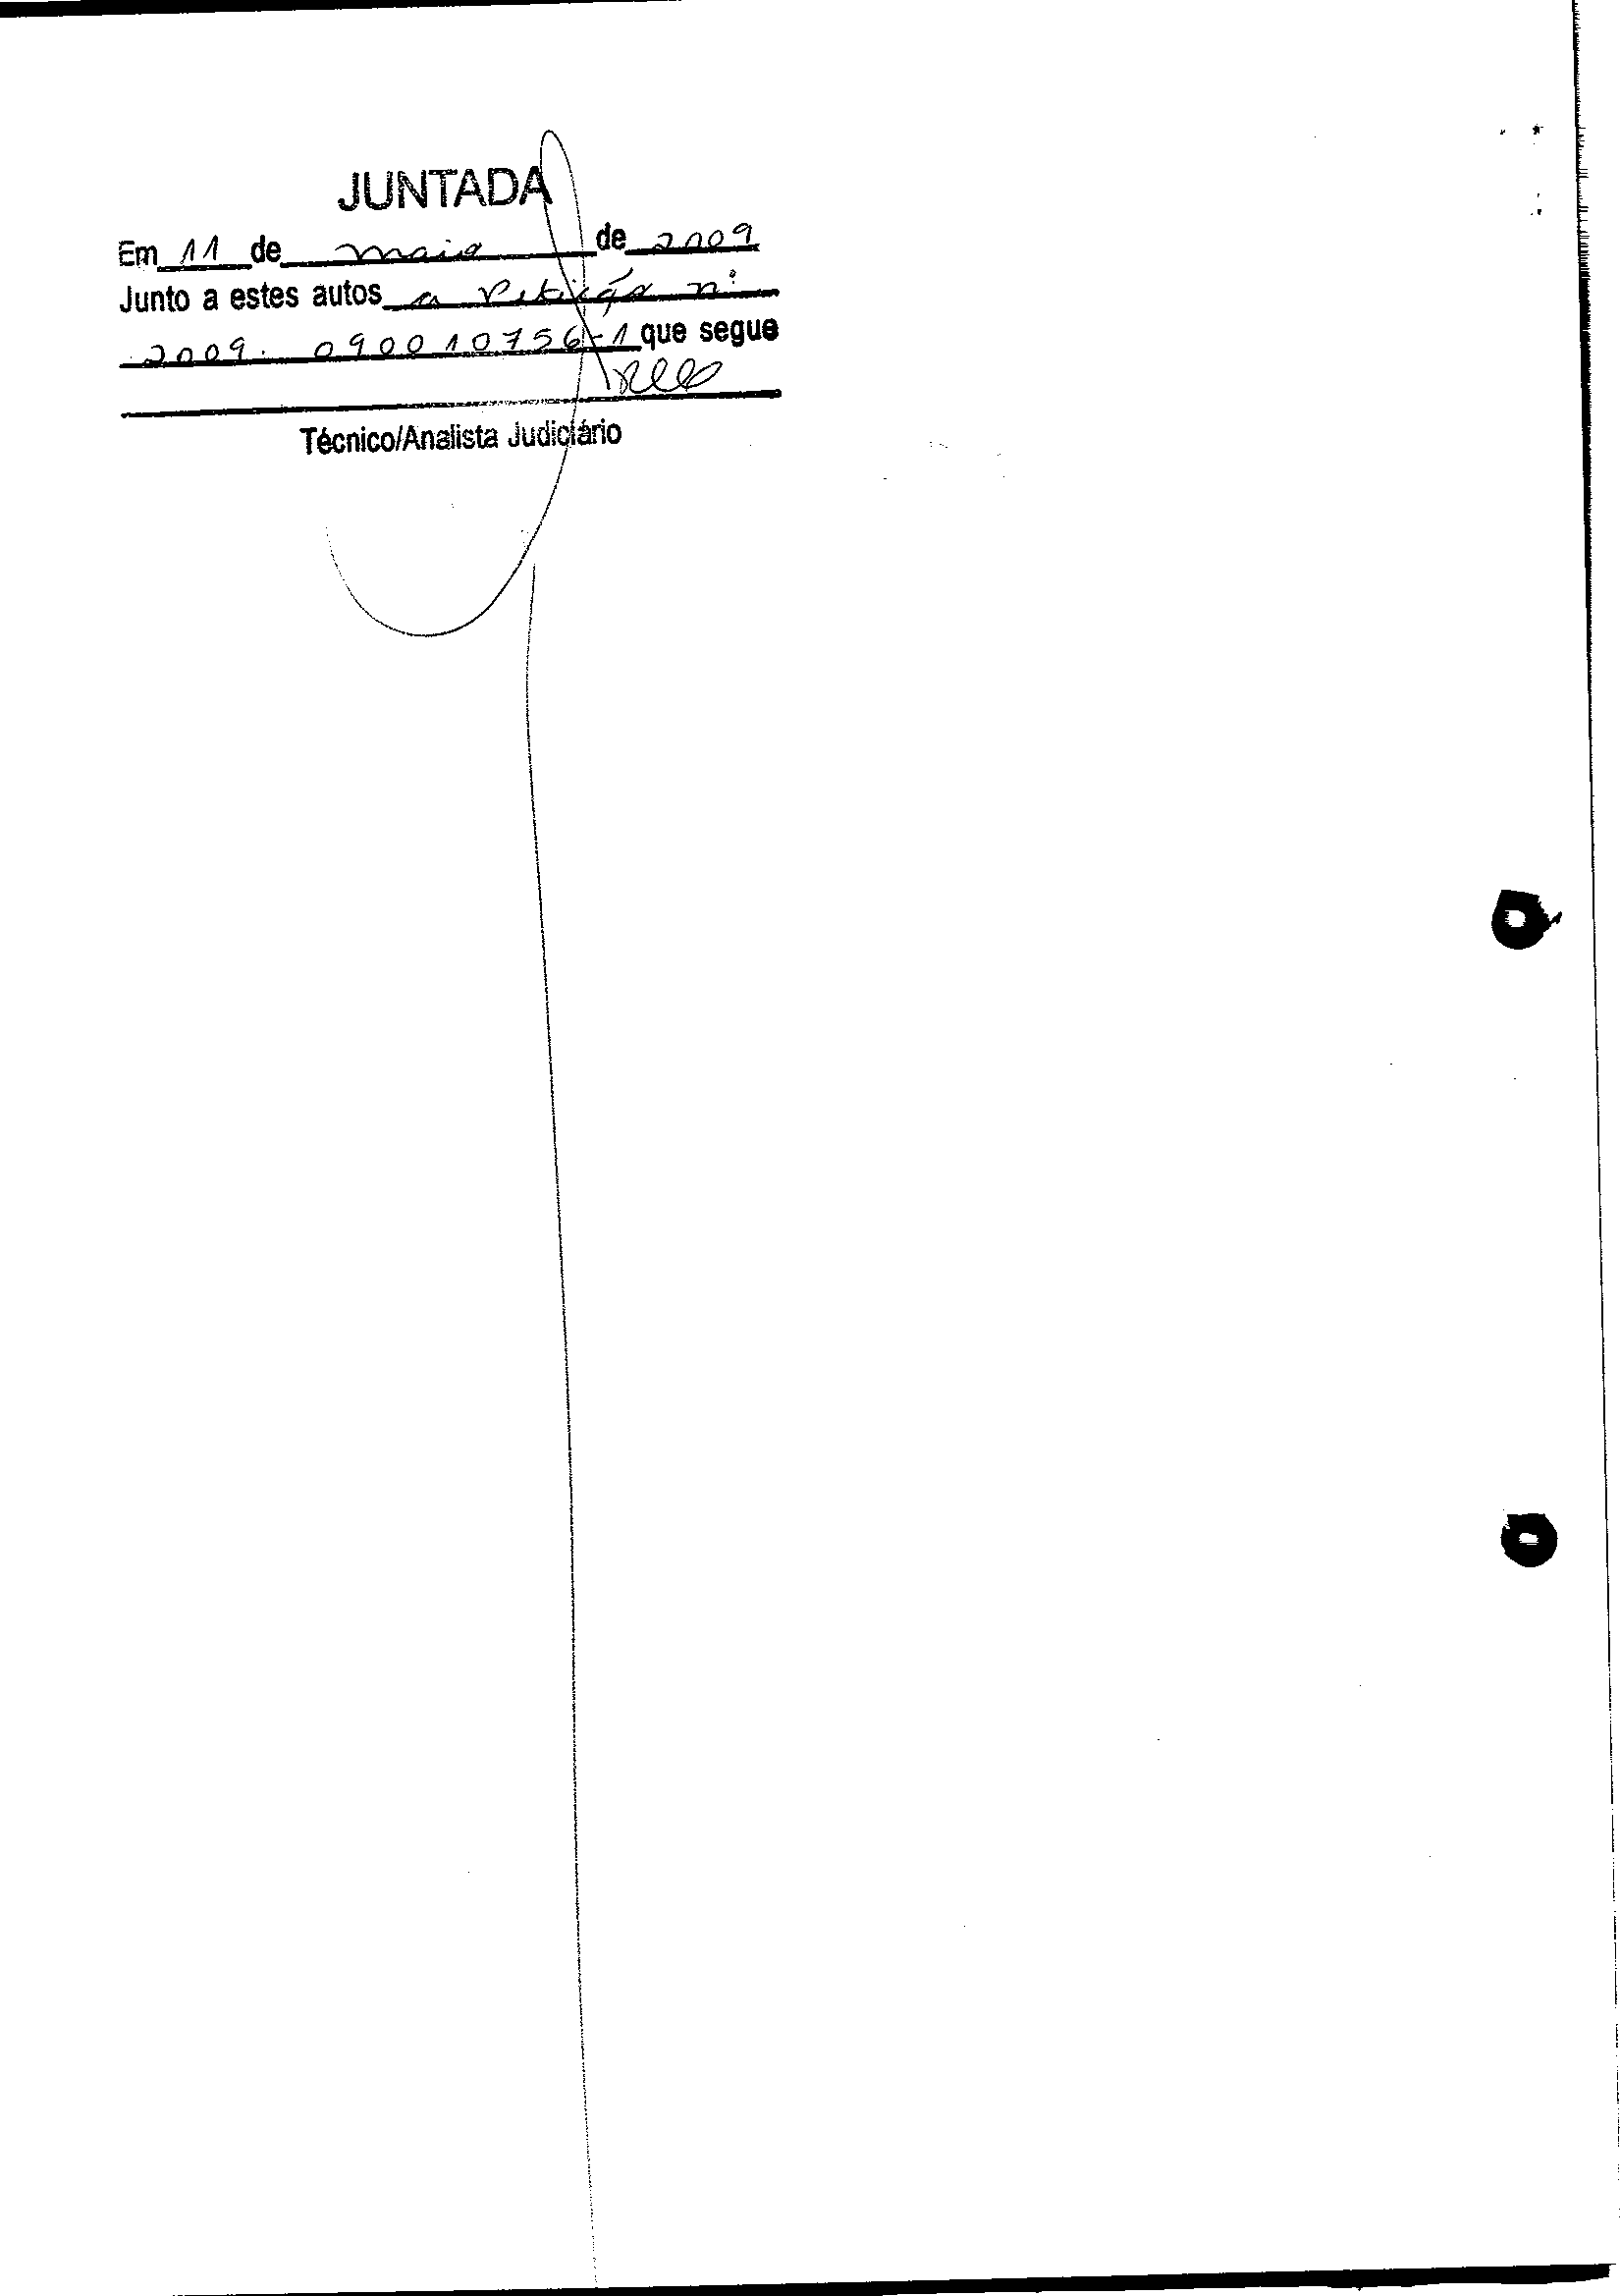 JUNTADA
Em 11 de maio de 2009
Junto a estes autos a Petição nº
2009. 090010756-1 que segue
Técnico/Analista Judiciário